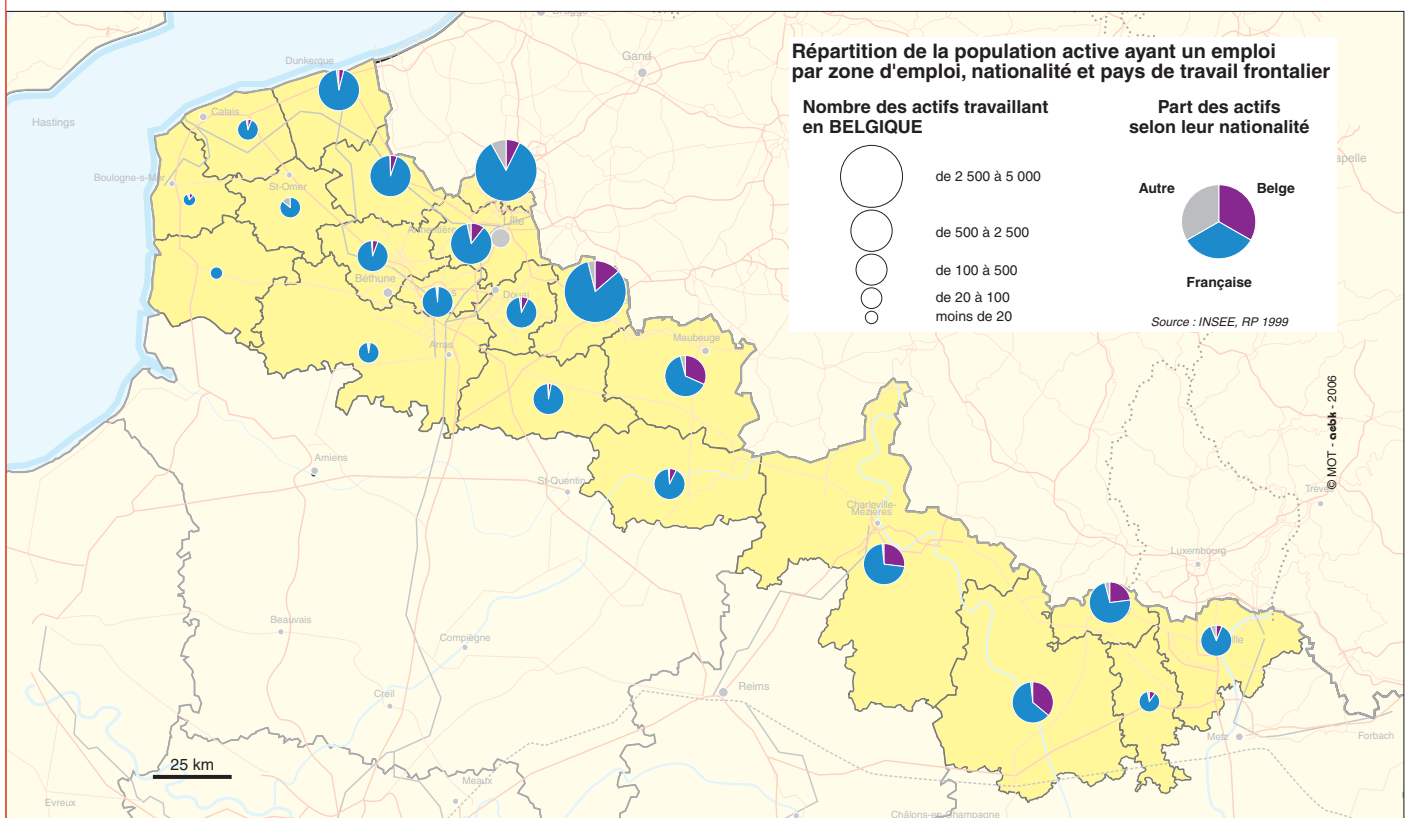 Répartition de la population active ayant un emploi
par zone d'emploi, nationalité et pays de travail frontalier
Nombre des actifs travaillant
en BELGIQUE
de 2 500 à 5 000
de 500 à 2 500
de 100 à 500
de 20 à 100
moins de 20
Part des actifs
selon leur nationalité
Autre
Belge
Française
Source : INSEE, RP 1999
© MOT - aebk - 2006
Gand
Dunkerque
Hastings
Calais
Boulogne-s-Mer
St-Omer
Lille
Béthune
Douai
Arras
Maubeuge
Amiens
St-Quentin
Charleville-
Mézières
Trèves
Luxembourg
Beauvais
Compiègne
Creil
Reims
Metz
Forbach
25 km
Meaux
Evreux
Châlons-en-Champagne